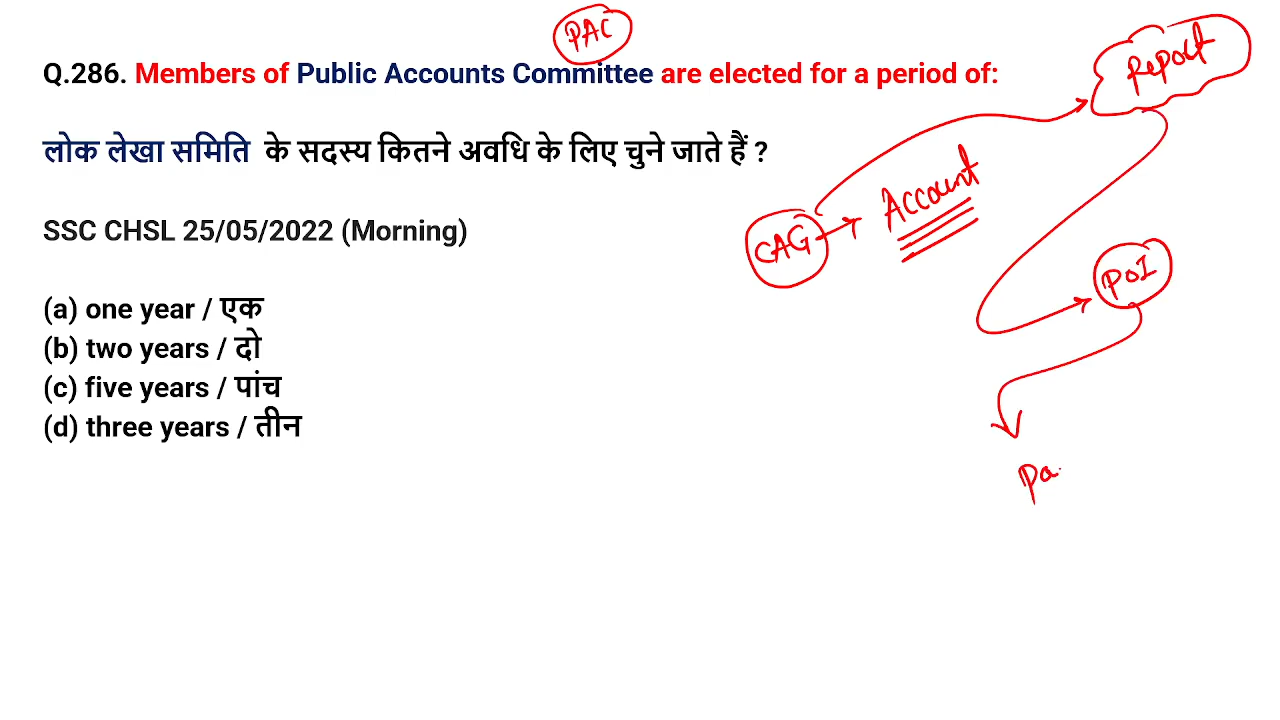 PAC
Q.286. Members of Public Accounts Committee are elected for a period of:
Report
लोक लेखा समिति के सदस्य कितने अवधि के लिए चुने जाते हैं ?
Account
SSC CHSL 25/05/2022 (Morning)
CAG
POI
(a) one year / एक
(b) two years / दो
(c) five years / पांच
(d) three years / तीन
Pa